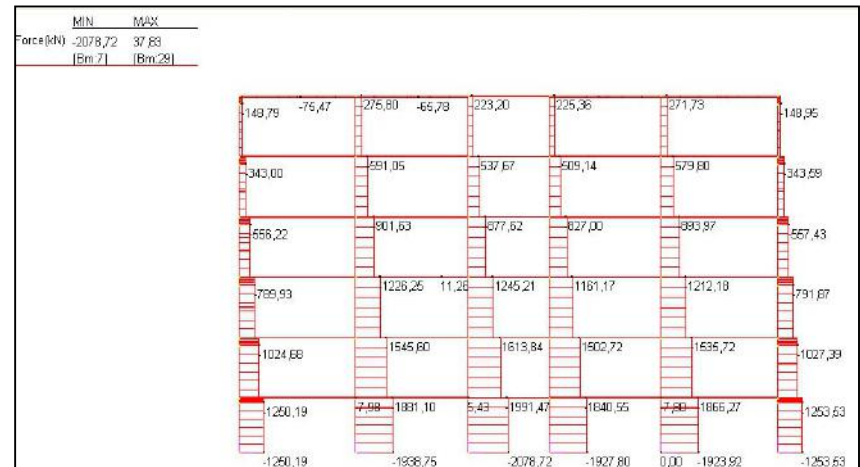 MIN MAX
Force(kN) -2078,72 37,83
[Bm:7] [Bm:29]
-148,79 -75,47 275,80 -65,78 223,20 225,36 271,73 -148,95
-343,00 591,05 537,67 509,14 579,80 -343,59
-556,22 901,63 877,62 827,00 893,97 -557,43
-789,93 1226,25 11,26 1245,21 1161,17 -1212,18 -791,87
-1024,68 1545,60 1613,84 1502,72 1535,72 -1027,39
-1250,19 -7,98 1881,10 5,43 -1991,47 -1840,55 -1866,27 -1253,53
-1250,19 -1938,75 -2078,72 -1927,80 0,00 -1923,92 -1253,53